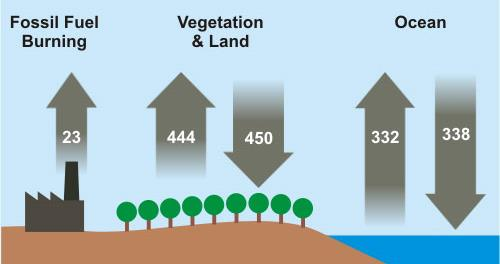 Fossil Fuel
Burning
Vegetation
& Land
Ocean
23
444
450
332
338